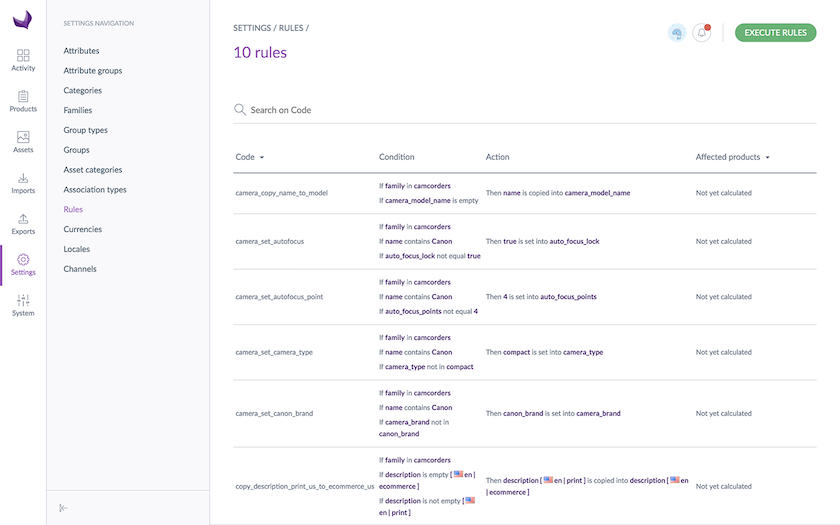 SETTINGS NAVIGATION
Attributes
Attribute groups
Categories
Families
Group types
Groups
Asset categories
Association types
Rules
Currencies
Locales
Channels
Activity
Products
Assets
Imports
Exports
Settings
System
SETTINGS / RULES /
EXECUTE RULES
10 rules
Search on Code
Code Condition Action Affected products
camera_copy_name_to_model
If family in camcorders
If camera_model_name is empty
Then name is copied into camera_model_name
Not yet calculated
camera_set_autofocus
If family in camcorders
If name contains Canon
If auto_focus_lock not equal true
Then true is set into auto_focus_lock
Not yet calculated
camera_set_autofocus_point
If family in camcorders
If name contains Canon
If auto_focus_points not equal 4
Then 4 is set into auto_focus_points
Not yet calculated
camera_set_camera_type
If family in camcorders
If name contains Canon
If camera_type not in compact
Then compact is set into camera_type
Not yet calculated
camera_set_canon_brand
If family in camcorders
If name contains Canon
If camera_brand not in
canon_brand
Then canon_brand is set into camera_brand
Not yet calculated
copy_description_print_us_to_ecommerce_us
If family in camcorders
If description is empty [ en |
ecommerce ]
If description is not empty [
en | print ]
Then description [ en | print ] is copied into description [ en
| ecommerce ]
Not yet calculated